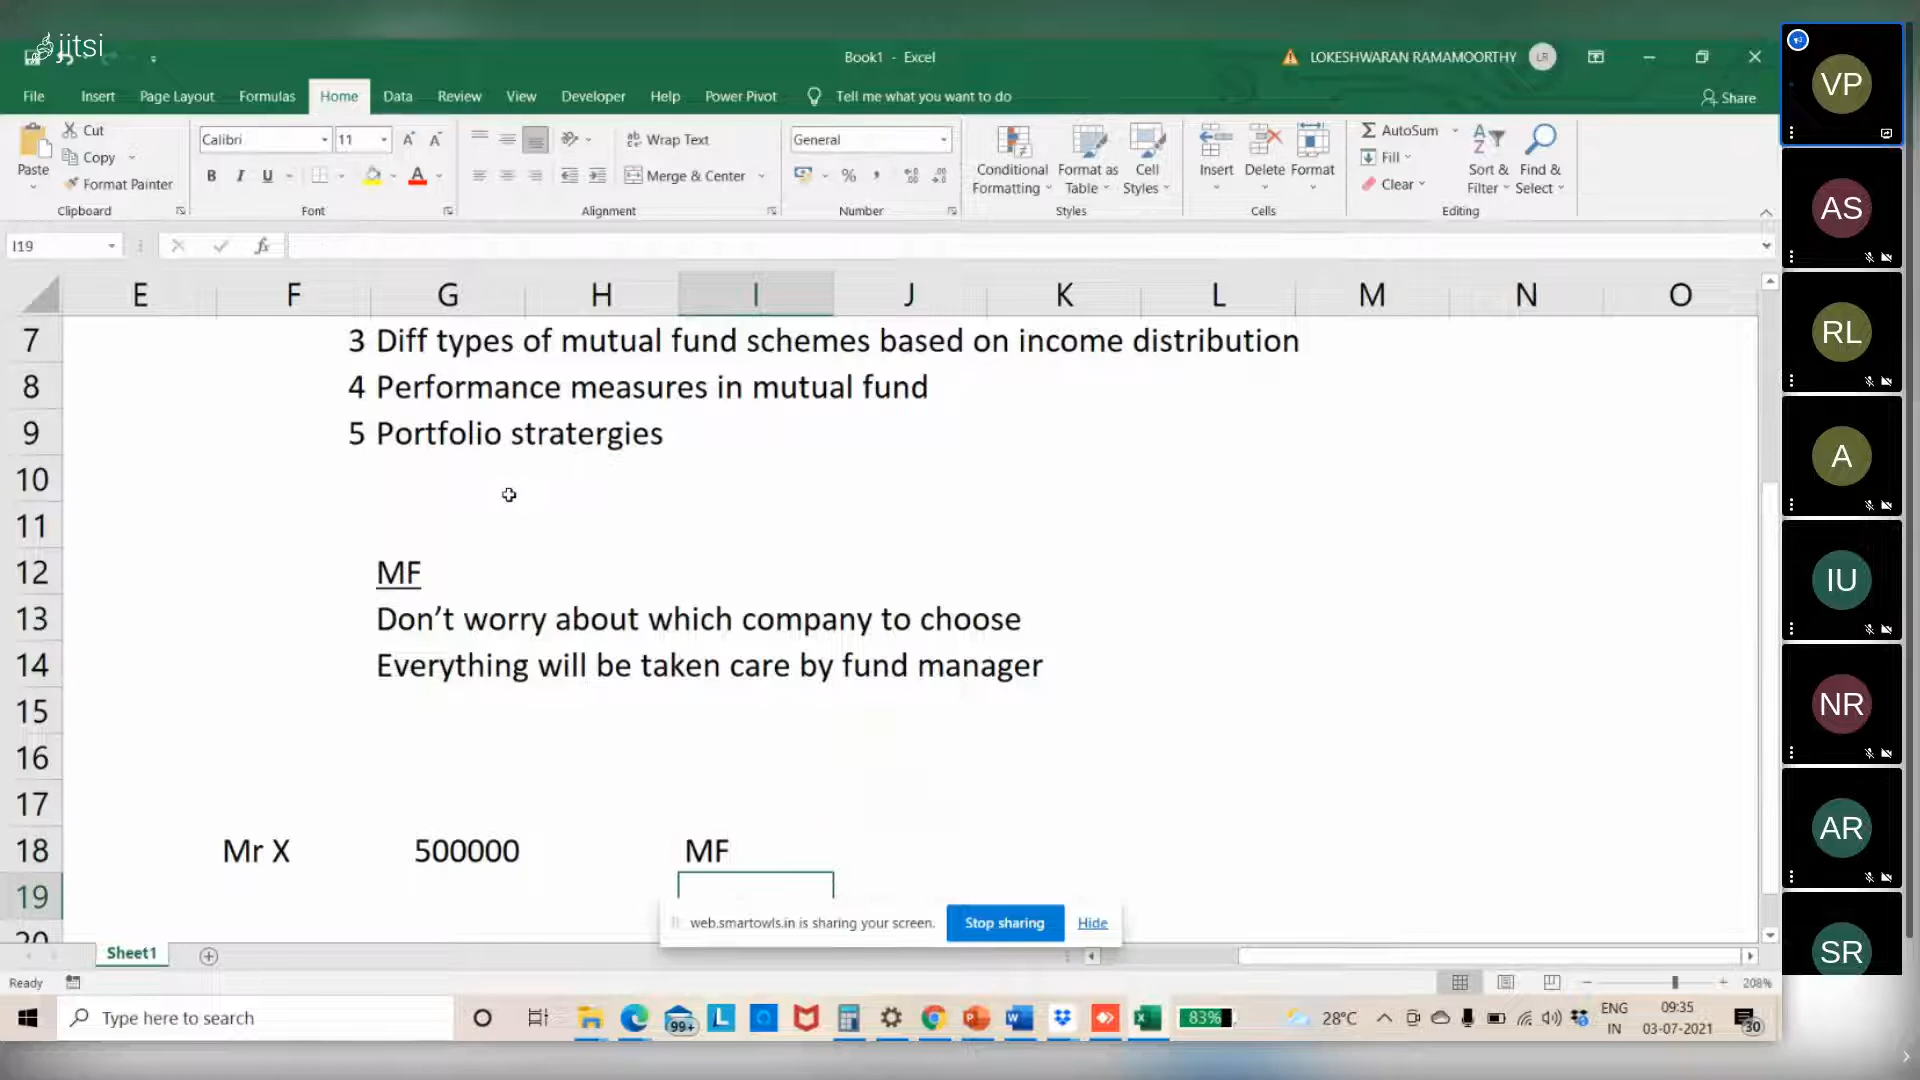 jitsi
Book1 - Excel
LOKESHWARAN RAMAMOORTHY LR
File Insert Page Layout Formulas Home Data Review View Developer Help Power Pivot Tell me what you want to do Share
Paste Cut Copy Format Painter
Clipboard
Calibri 11
B I U A
Font
Wrap Text
Merge & Center
Alignment
General
%
Number
Conditional Formatting
Format as Table
Cell Styles
Styles
Insert Delete Format
Cells
AutoSum
Fill
Clear
Sort & Filter
Find & Select
Editing
I19 fx
E F G H I J K L M N O
7 3 Diff types of mutual fund schemes based on income distribution
8 4 Performance measures in mutual fund
9 5 Portfolio stratergies
10
11
12 MF
13 Don’t worry about which company to choose
14 Everything will be taken care by fund manager
15
16
17
18 Mr X 500000 MF
19
20
web.smartowls.in is sharing your screen. Stop sharing Hide
Sheet1
Ready 208%
Type here to search
99+
83%
28°C
ENG
IN
09:35
03-07-2021
30
VP
AS
RL
A
IU
NR
AR
SR